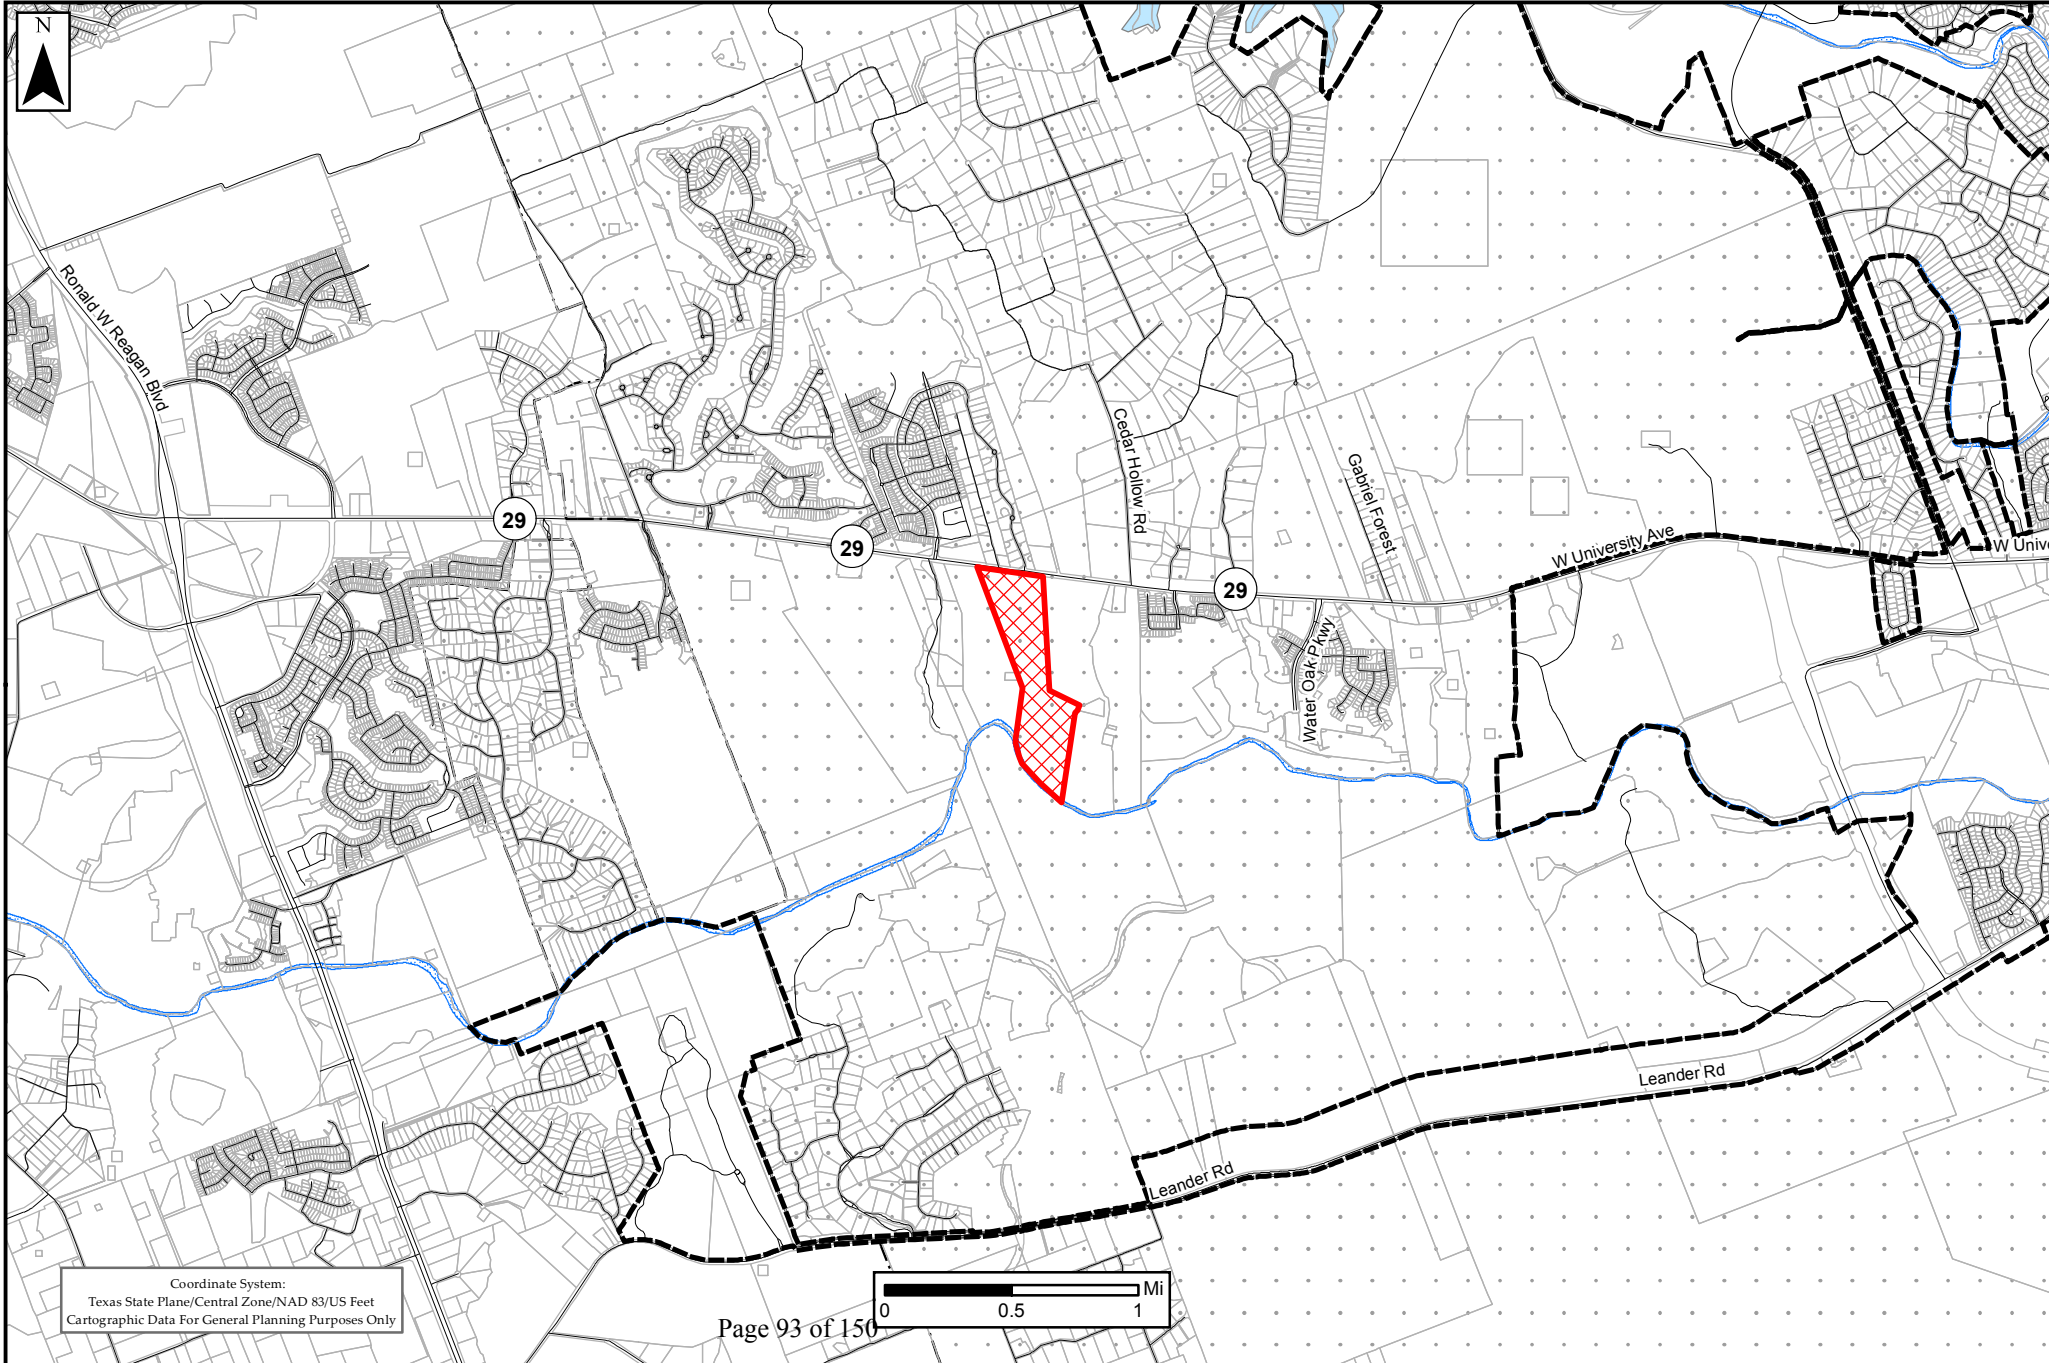 N
Ronald W Reagan Blvd
29
29
29
Cedar Hollow Rd
Gabriel Forest
W University Ave
W Unive
Water Oak Pkwy
Leander Rd
Leander Rd
Coordinate System:
Texas State Plane/Central Zone/NAD 83/US Feet
Cartographic Data For General Planning Purposes Only
0 0.5 1 Mi
Page 93 of 150